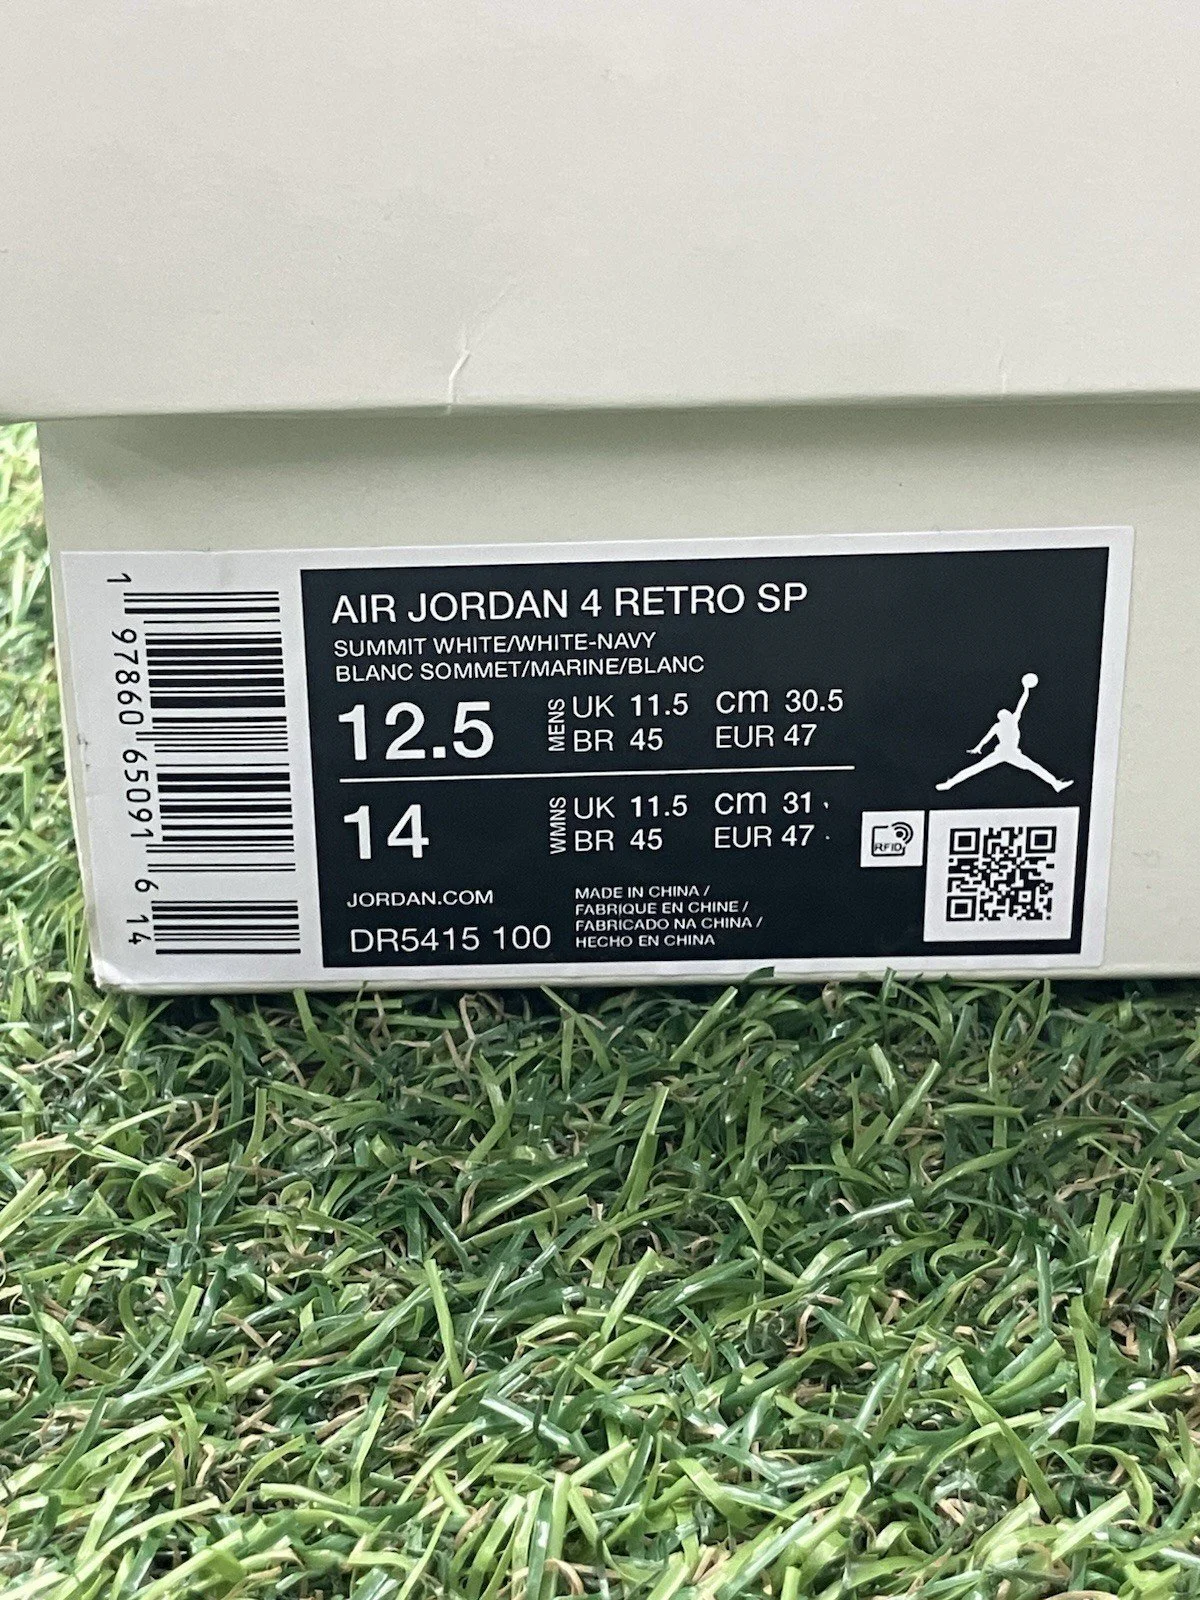 1 97860 65091 6 14
AIR JORDAN 4 RETRO SP
SUMMIT WHITE/WHITE-NAVY
BLANC SOMMET/MARINE/BLANC
12.5 MENS UK 11.5 cm 30.5
BR 45 EUR 47
14 WMNS UK 11.5 cm 31
BR 45 EUR 47
RFID
JORDAN.COM
DR5415 100
MADE IN CHINA /
FABRIQUE EN CHINE /
FABRICADO NA CHINA /
HECHO EN CHINA